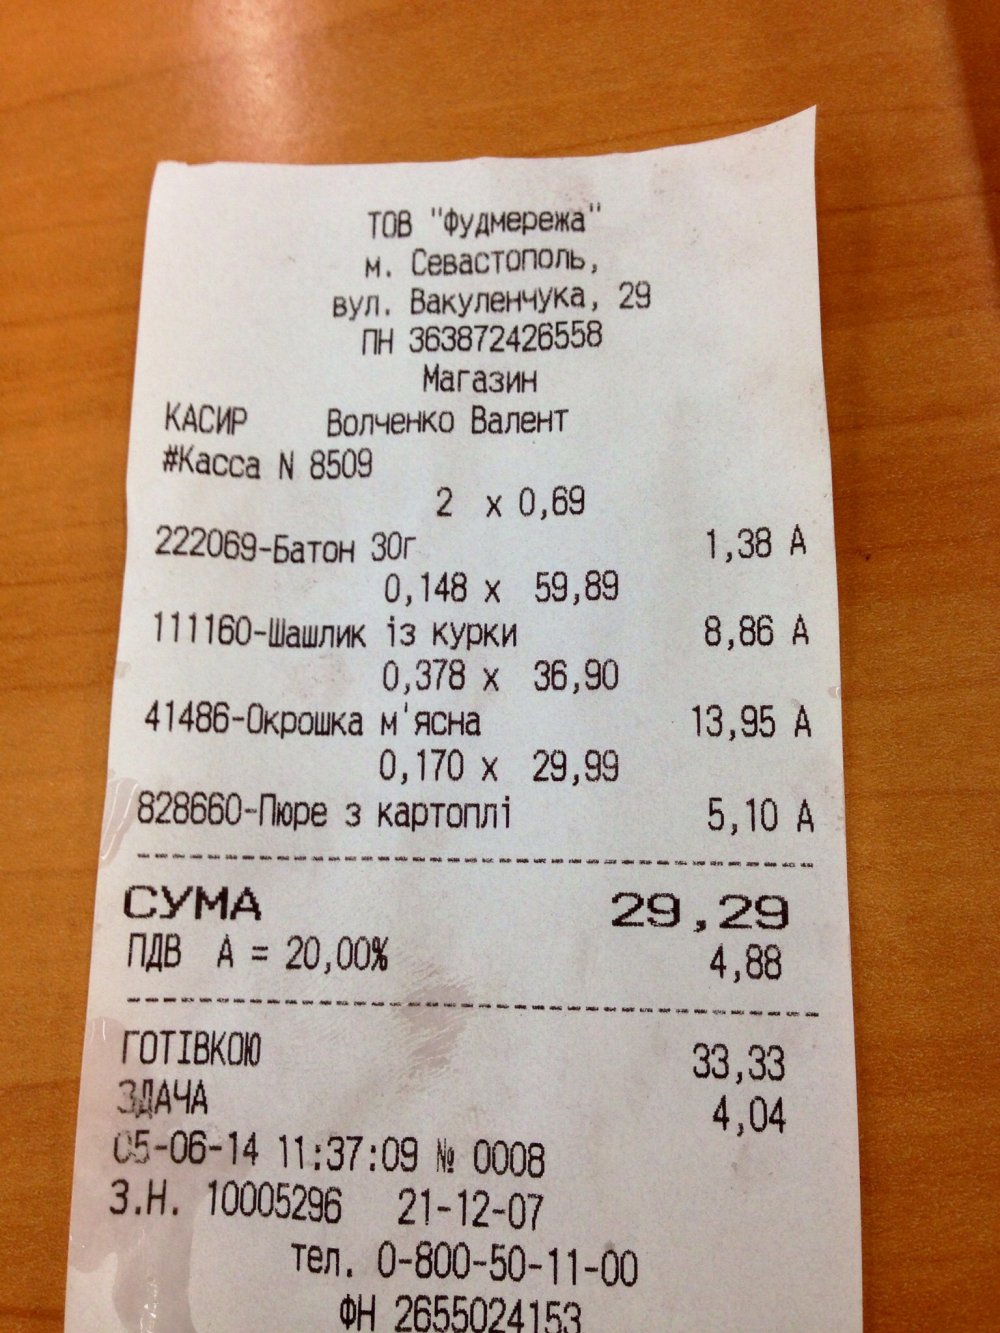 ТОВ "Фудмережа"
м. Севастополь,
вул. Вакуленчука, 29
ПН 363872426558
Магазин
КАСИР Волченко Валент
#Касса N 8509
2 x 0,69
222069-Батон 30г 1,38 А
0,148 x 59,89
111160-Шашлик із курки 8,86 А
0,378 x 36,90
41486-Окрошка м'ясна 13,95 А
0,170 x 29,99
828660-Пюре з картоплі 5,10 А
СУМА 29,29
ПДВ А = 20,00% 4,88
ГОТІВКОЮ 33,33
ЗДАЧА 4,04
05-06-14 11:37:09 № 0008
З.Н. 10005296 21-12-07
тел. 0-800-50-11-00
ФН 2655024153